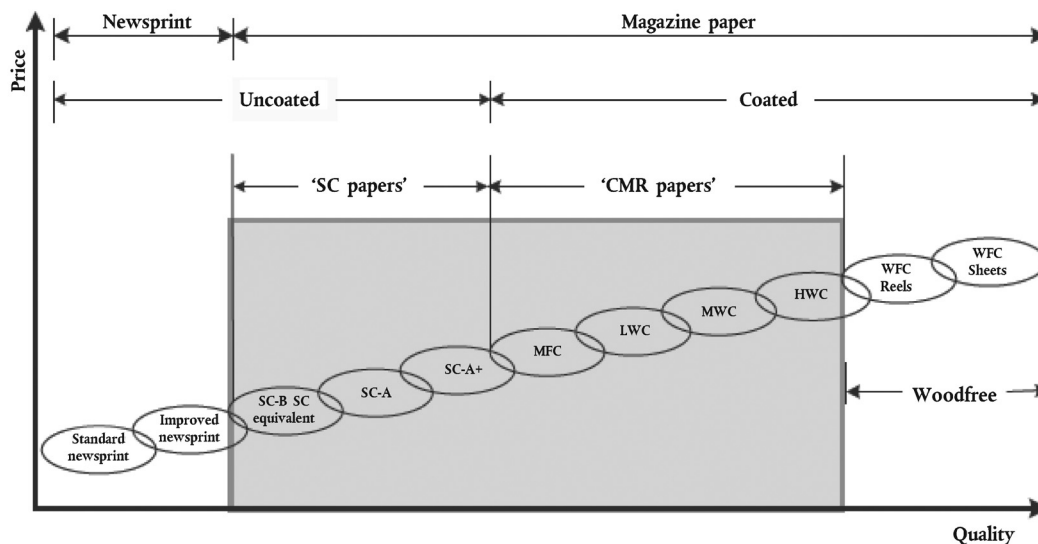 Newsprint
Magazine paper
Price
Uncoated
Coated
‘SC papers’
‘CMR papers’
WFC
Sheets
WFC
Reels
HWC
MWC
LWC
MFC
SC-A+
SC-A
SC-B SC
equivalent
Improved
newsprint
Standard
newsprint
Woodfree
Quality